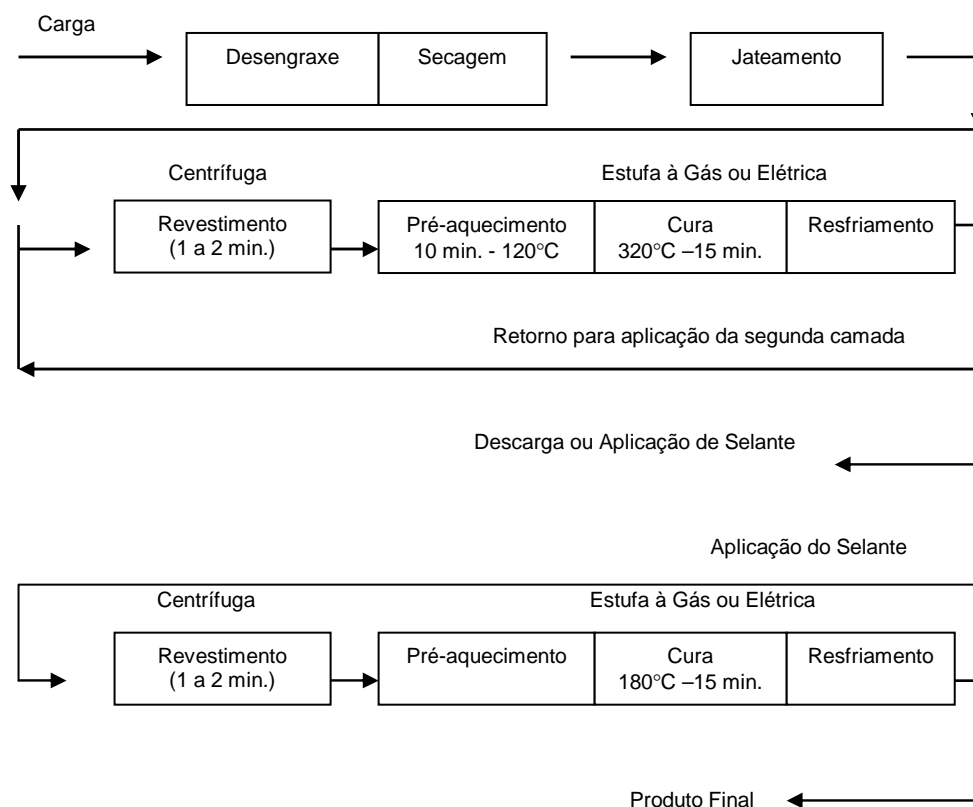 Carga
Desengraxe
Secagem
Jateamento
Centrífuga
Estufa à Gás ou Elétrica
Revestimento
(1 a 2 min.)
Pré-aquecimento
10 min. - 120°C
Cura
320°C –15 min.
Resfriamento
Retorno para aplicação da segunda camada
Descarga ou Aplicação de Selante
Aplicação do Selante
Centrífuga
Estufa à Gás ou Elétrica
Revestimento
(1 a 2 min.)
Pré-aquecimento
Cura
180°C –15 min.
Resfriamento
Produto Final